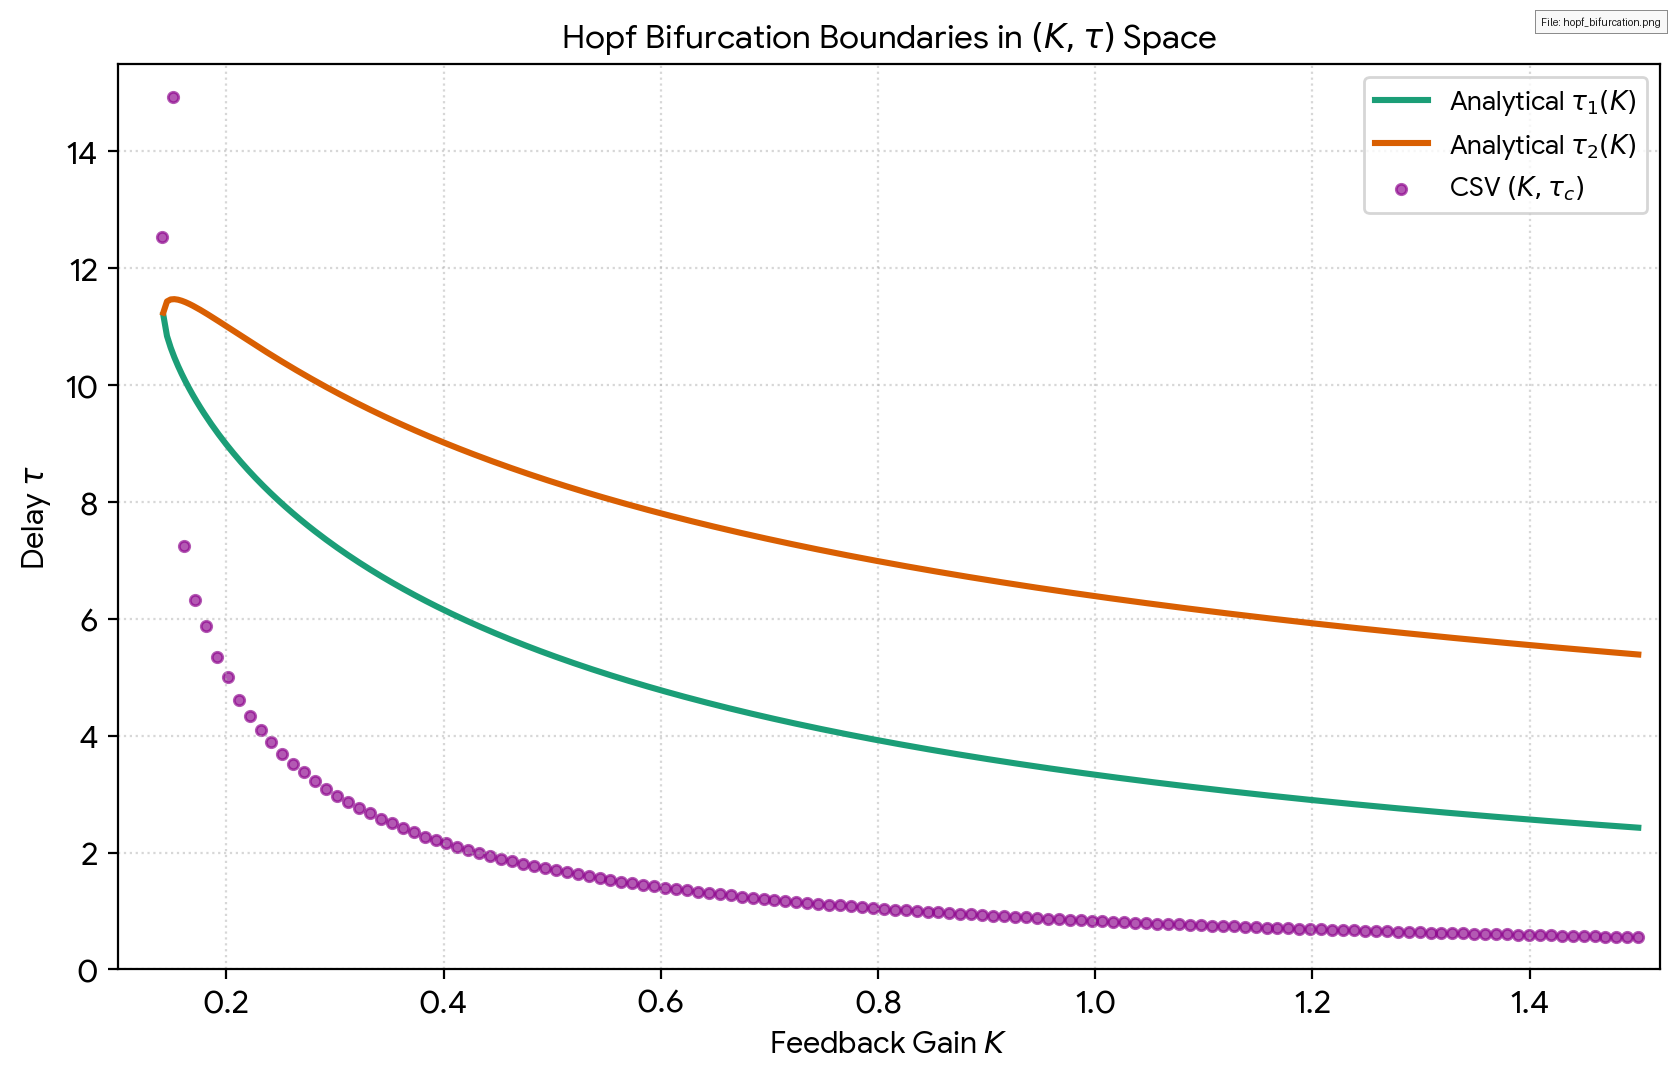 File: hopf_bifurcation.png
Hopf Bifurcation Boundaries in (K, τ) Space
Analytical τ₁(K)
Analytical τ₂(K)
CSV (K, τ_c)
Delay τ
14
12
10
8
6
4
2
0
0.2 0.4 0.6 0.8 1.0 1.2 1.4
Feedback Gain K